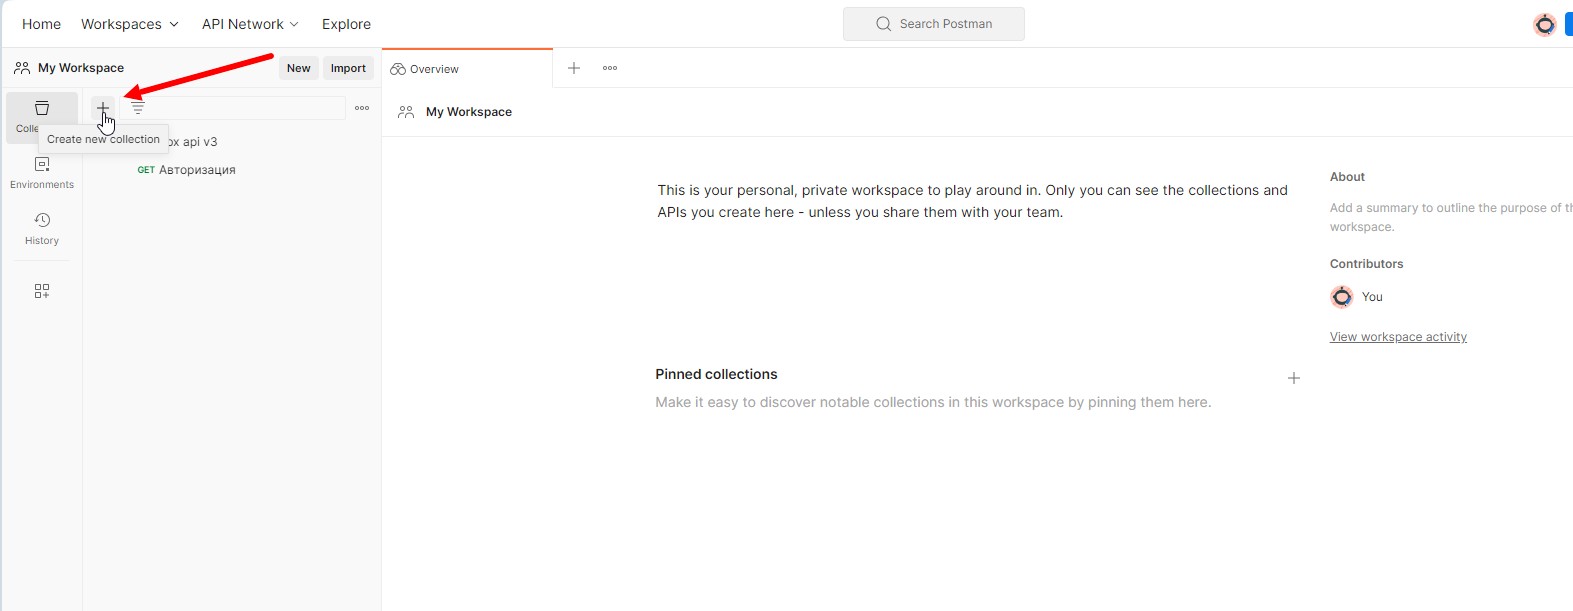 Home Workspaces API Network Explore Search Postman
My Workspace New Import Overview
My Workspace
Create new collection
api v3
GET Авторизация
Environments
History
This is your personal, private workspace to play around in. Only you can see the collections and
APIs you create here - unless you share them with your team.
Pinned collections
Make it easy to discover notable collections in this workspace by pinning them here.
About
Add a summary to outline the purpose of
workspace.
Contributors
You
View workspace activity